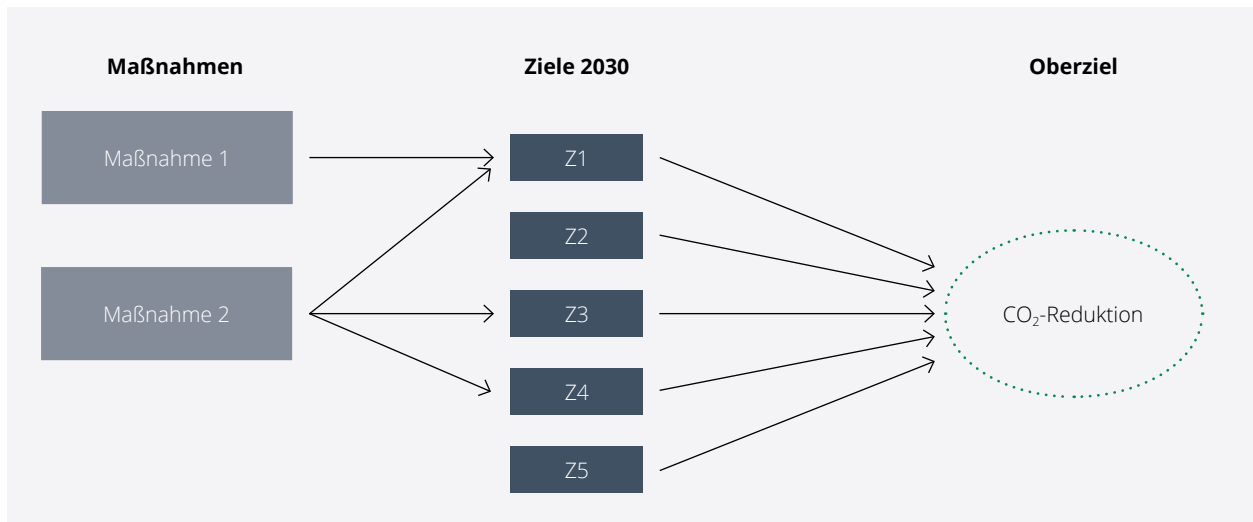 Maßnahmen
Ziele 2030
Oberziel
Maßnahme 1
Maßnahme 2
Z1
Z2
Z3
Z4
Z5
CO₂-Reduktion